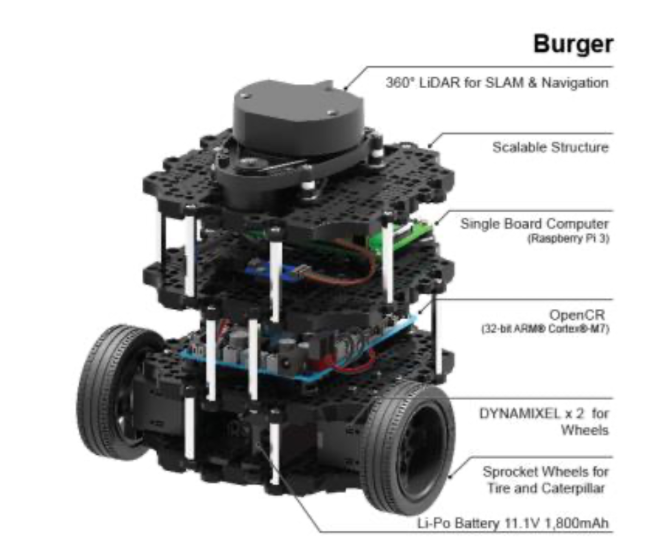 Burger
360° LiDAR for SLAM & Navigation
Scalable Structure
Single Board Computer
(Raspberry Pi 3)
OpenCR
(32-bit ARM® Cortex®-M7)
DYNAMIXEL x 2 for
Wheels
Sprocket Wheels for
Tire and Caterpillar
Li-Po Battery 11.1V 1,800mAh